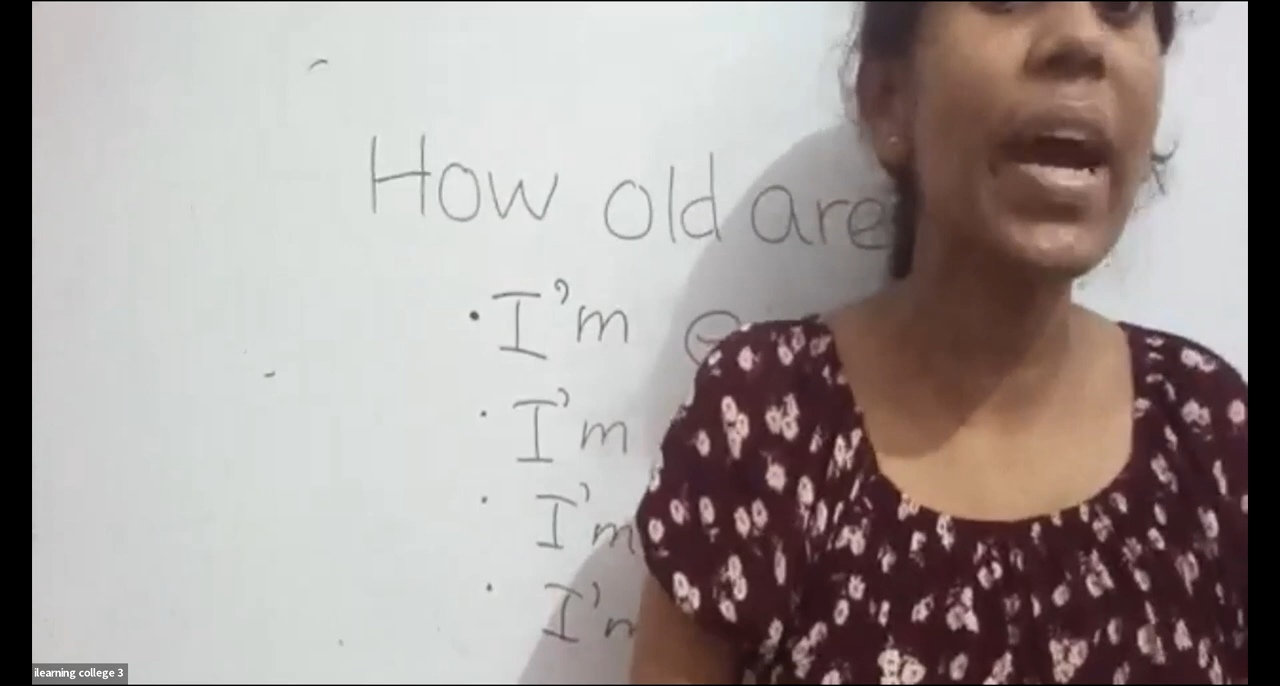 How old are
• I'm
• I'm
• I'm
• I'm
ilearning college 3